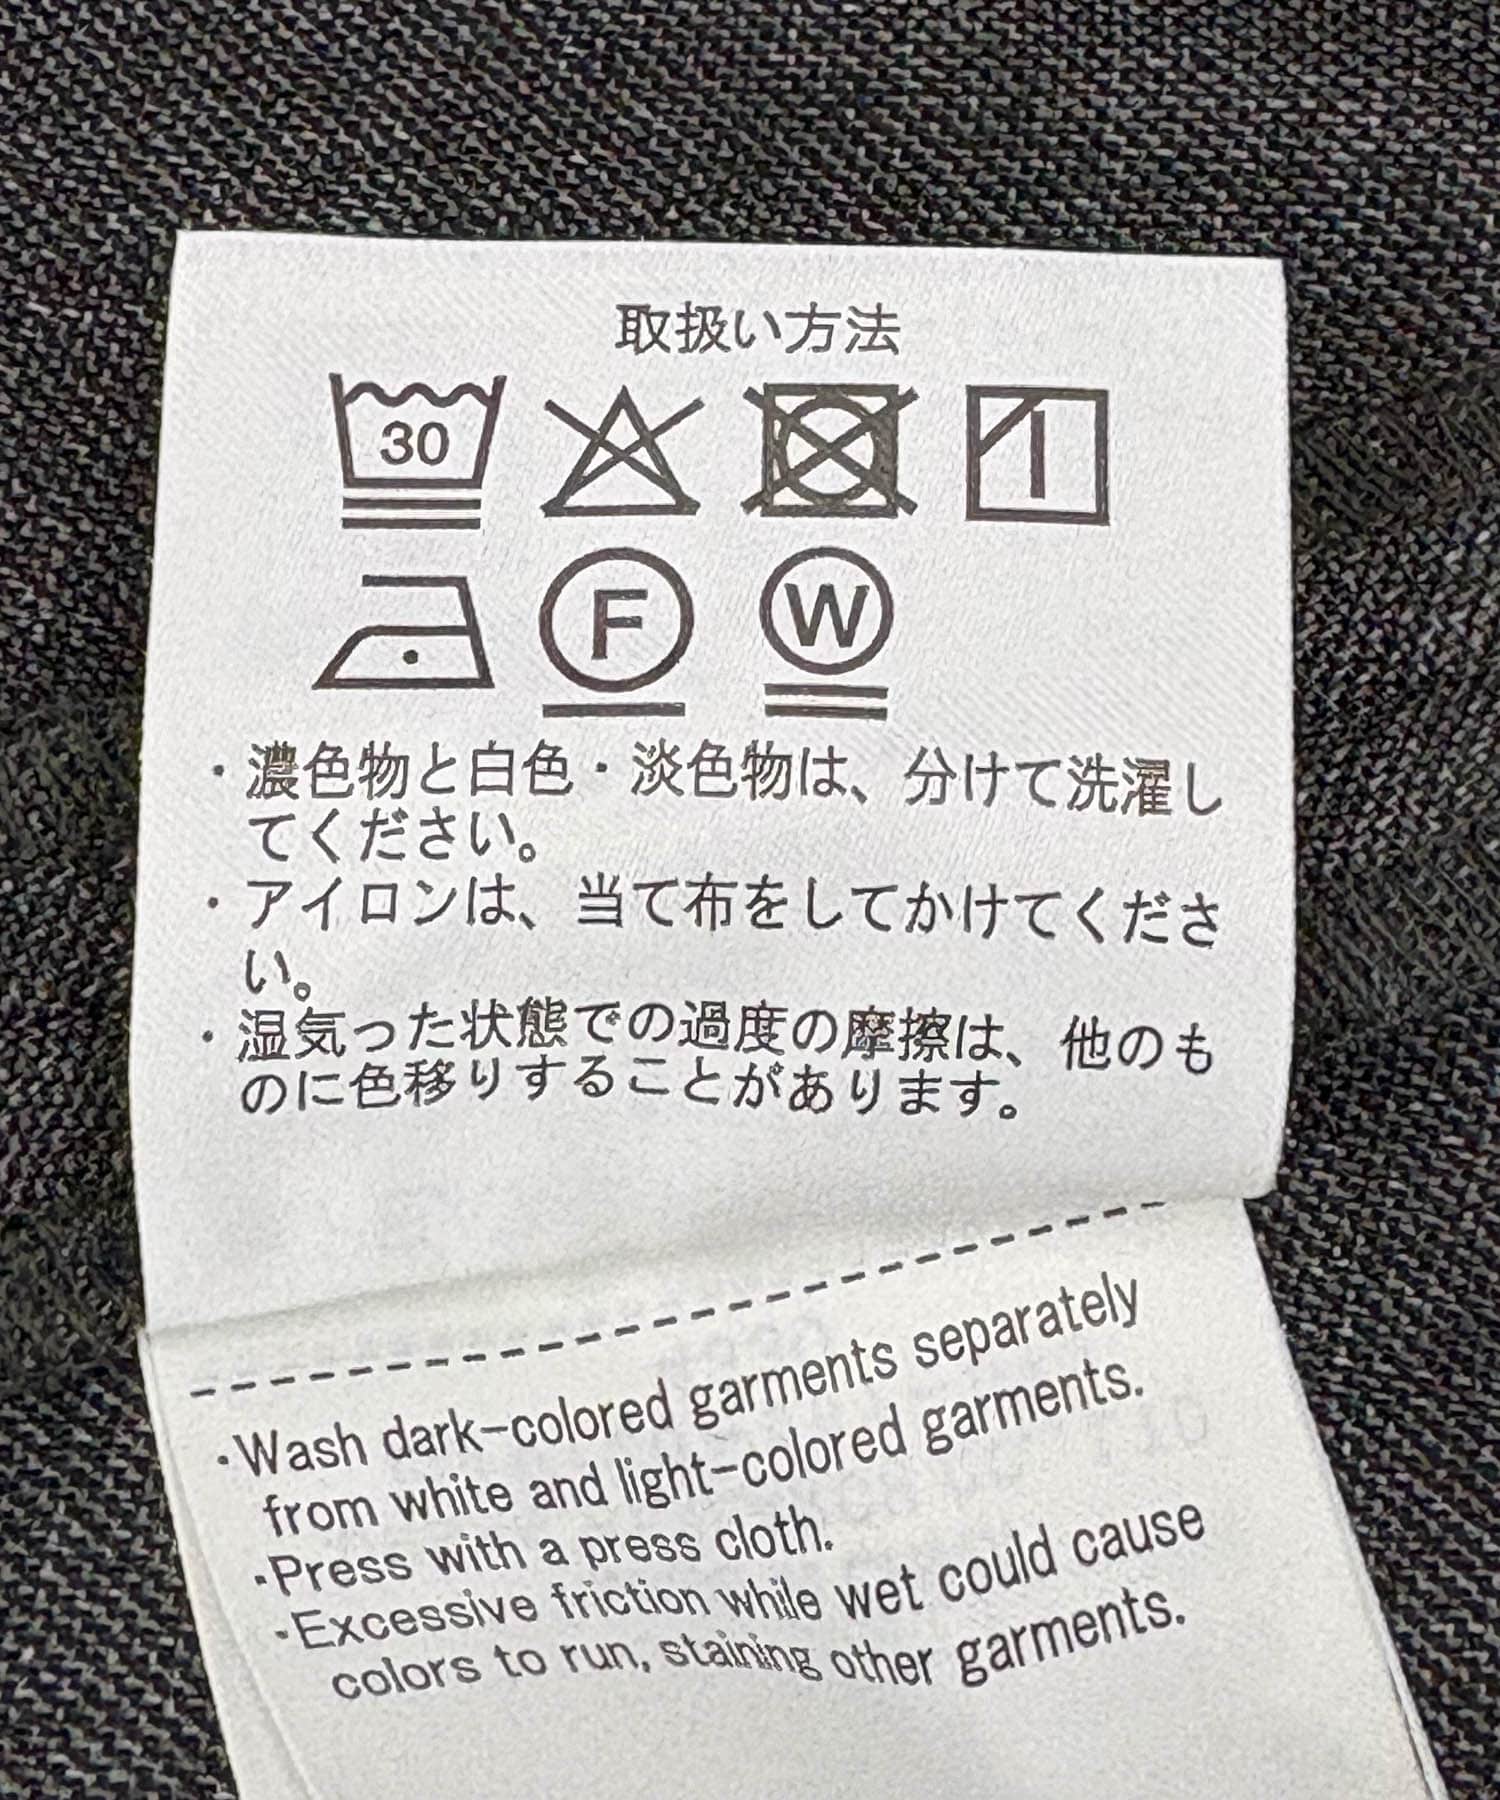 取扱い方法
30
F W
・濃色物と白色・淡色物は、分けて洗濯し
てください。
・アイロンは、当て布をしてかけてくださ
い。
・湿気った状態での過度の摩擦は、他のも
のに色移りすることがあります。
・Wash dark-colored garments separately
from white and light-colored garments.
・Press with a press cloth.
・Excessive friction while wet could cause
colors to run, staining other garments.